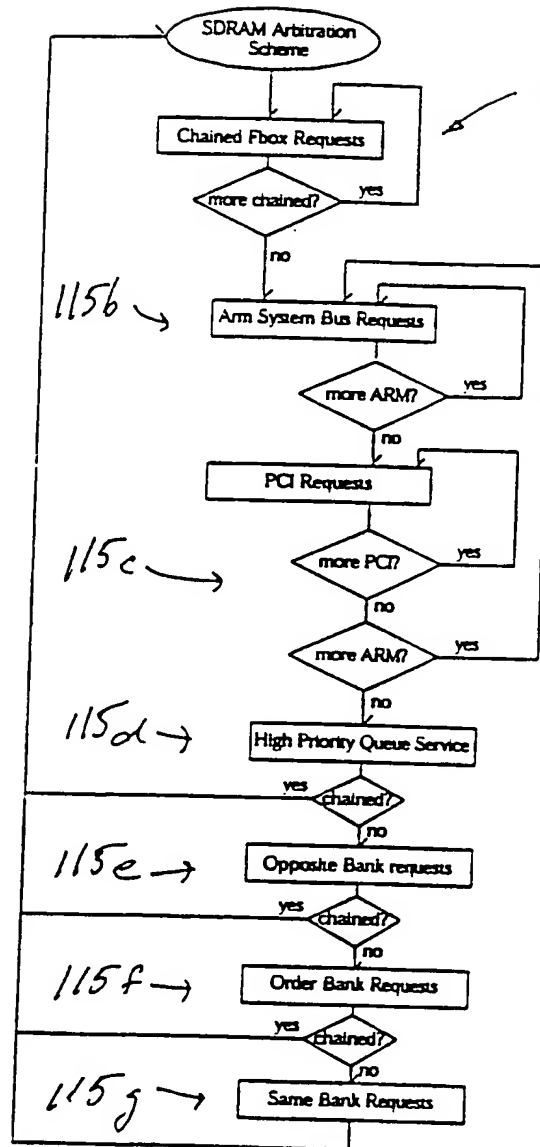 SDRAM Arbitration
Scheme
Chained Fbox Requests
more chained?
yes
no
115b
Arm System Bus Requests
more ARM?
yes
no
PCI Requests
115c
more PCI?
yes
no
more ARM?
yes
no
115d
High Priority Queue Service
yes
chained?
no
115e
Opposite Bank requests
yes
chained?
no
115f
Order Bank Requests
yes
chained?
no
115g
Same Bank Requests